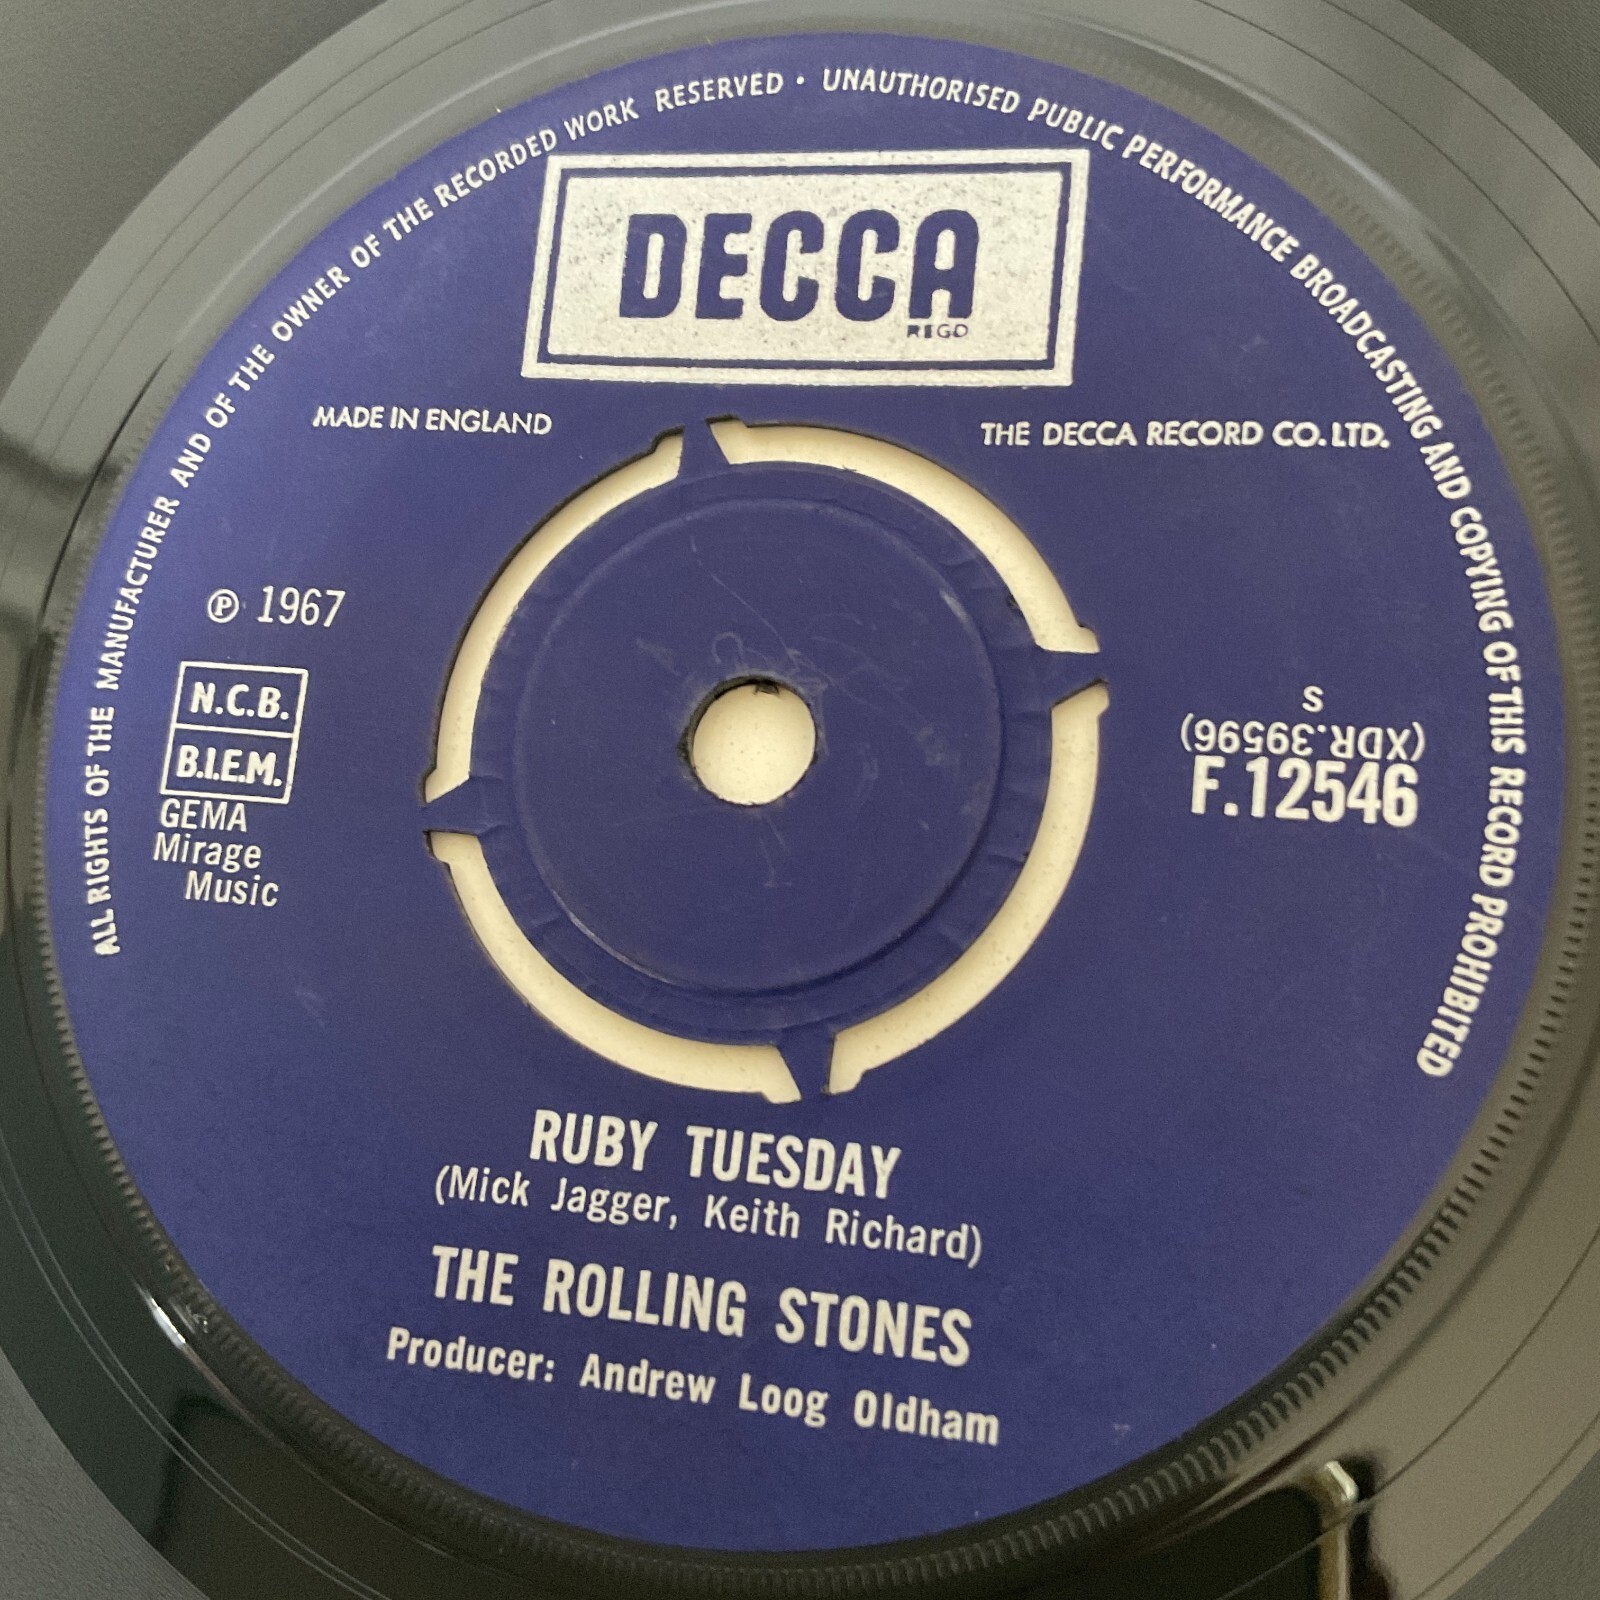 ALL RIGHTS OF THE MANUFACTURER AND OF THE OWNER OF THE RECORDED WORK RESERVED · UNAUTHORISED PUBLIC PERFORMANCE BROADCASTING AND COPYING OF THIS RECORD PROHIBITED
DECCA
REGD
MADE IN ENGLAND
THE DECCA RECORD CO. LTD.
℗ 1967
N.C.B.
B.I.E.M.
GEMA
Mirage
Music
S
(XDR.39596)
F.12546
RUBY TUESDAY
(Mick Jagger, Keith Richard)
THE ROLLING STONES
Producer: Andrew Loog Oldham